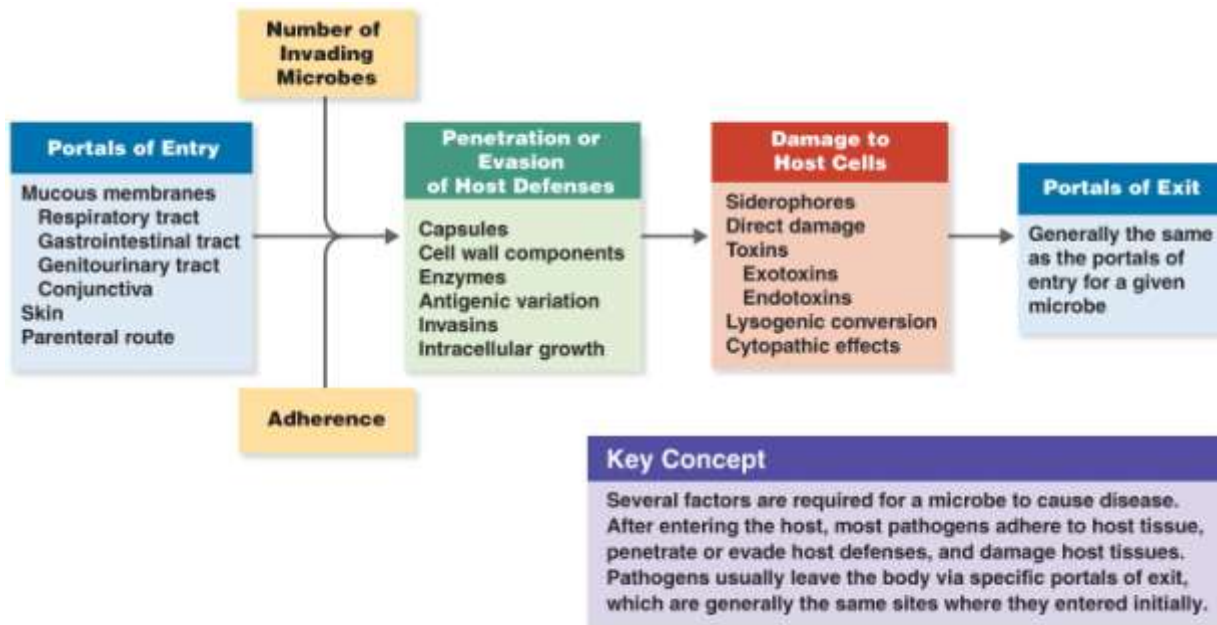 Number of
Invading
Microbes
Portals of Entry
Mucous membranes
Respiratory tract
Gastrointestinal tract
Genitourinary tract
Conjunctiva
Skin
Parenteral route
Adherence
Penetration or
Evasion
of Host Defenses
Capsules
Cell wall components
Enzymes
Antigenic variation
Invasins
Intracellular growth
Damage to
Host Cells
Siderophores
Direct damage
Toxins
Exotoxins
Endotoxins
Lysogenic conversion
Cytopathic effects
Portals of Exit
Generally the same
as the portals of
entry for a given
microbe
Key Concept
Several factors are required for a microbe to cause disease.
After entering the host, most pathogens adhere to host tissue,
penetrate or evade host defenses, and damage host tissues.
Pathogens usually leave the body via specific portals of exit,
which are generally the same sites where they entered initially.